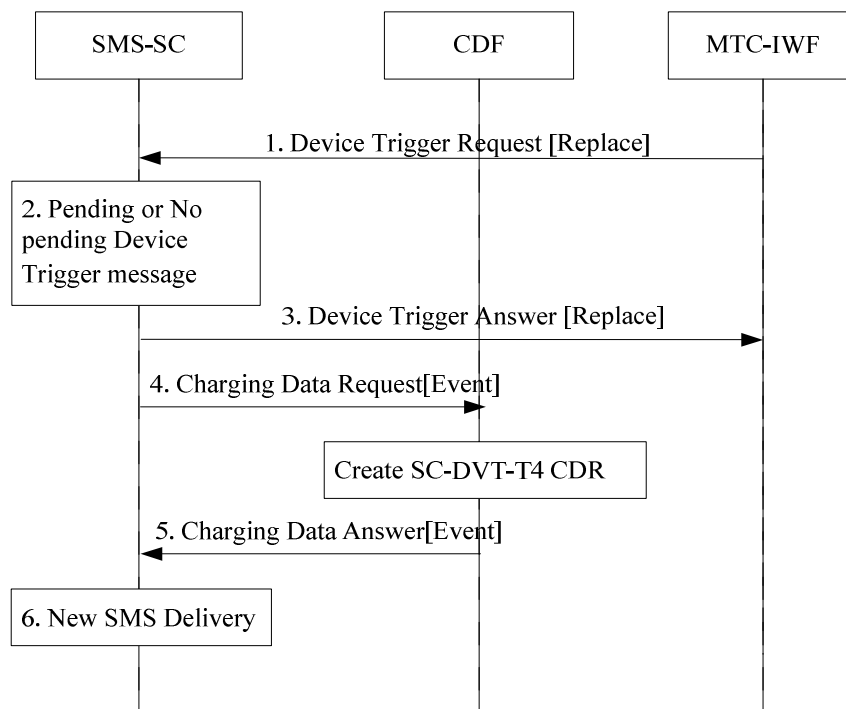 SMS-SC
CDF
MTC-IWF
1. Device Trigger Request [Replace]
2. Pending or No
pending Device
Trigger message
3. Device Trigger Answer [Replace]
4. Charging Data Request[Event]
Create SC-DVT-T4 CDR
5. Charging Data Answer[Event]
6. New SMS Delivery